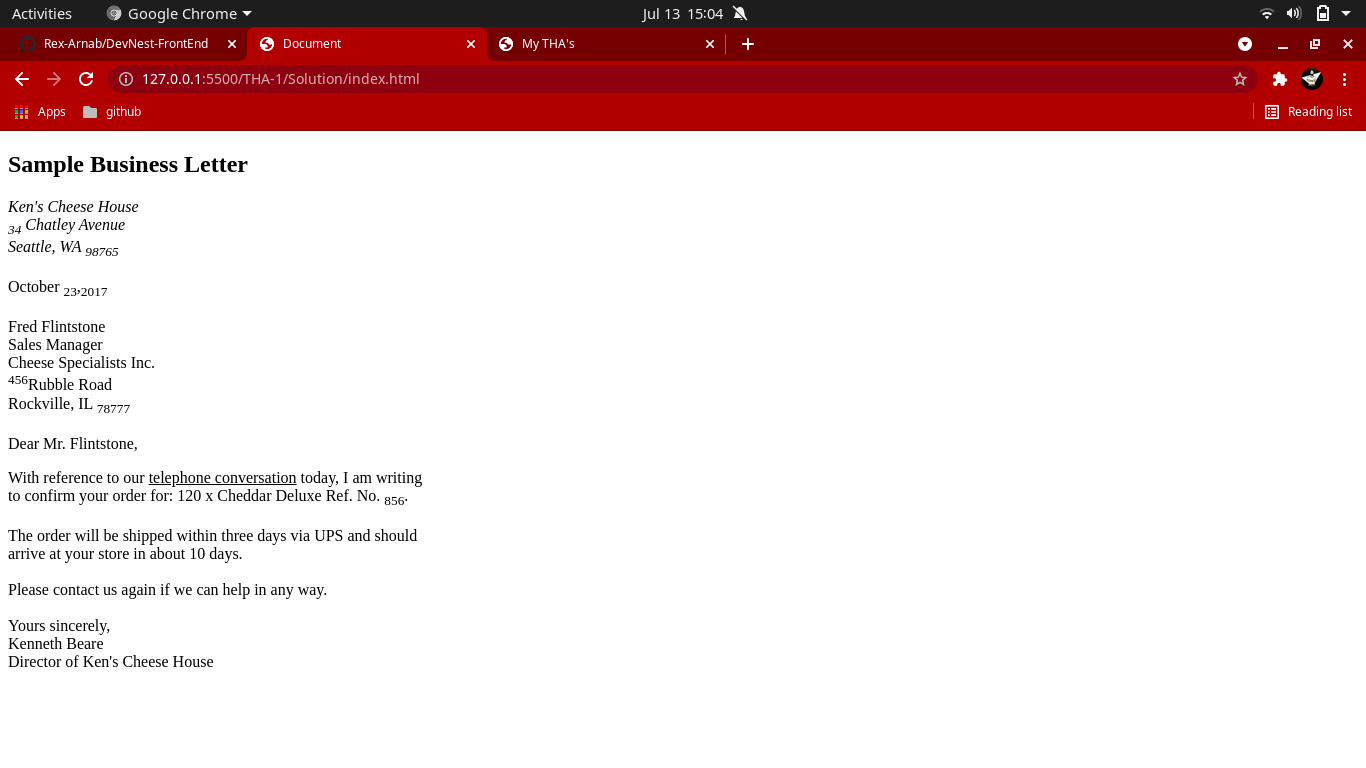 Activities Google Chrome Jul 13 15:04
Rex-Arnab/DevNest-FrontEnd Document My THA's
127.0.0.1:5500/THA-1/Solution/index.html
Apps github Reading list
Sample Business Letter
Ken's Cheese House
34 Chatley Avenue
Seattle, WA 98765
October 23,2017
Fred Flintstone
Sales Manager
Cheese Specialists Inc.
456Rubble Road
Rockville, IL 78777
Dear Mr. Flintstone,
With reference to our telephone conversation today, I am writing
to confirm your order for: 120 x Cheddar Deluxe Ref. No. 856.
The order will be shipped within three days via UPS and should
arrive at your store in about 10 days.
Please contact us again if we can help in any way.
Yours sincerely,
Kenneth Beare
Director of Ken's Cheese House